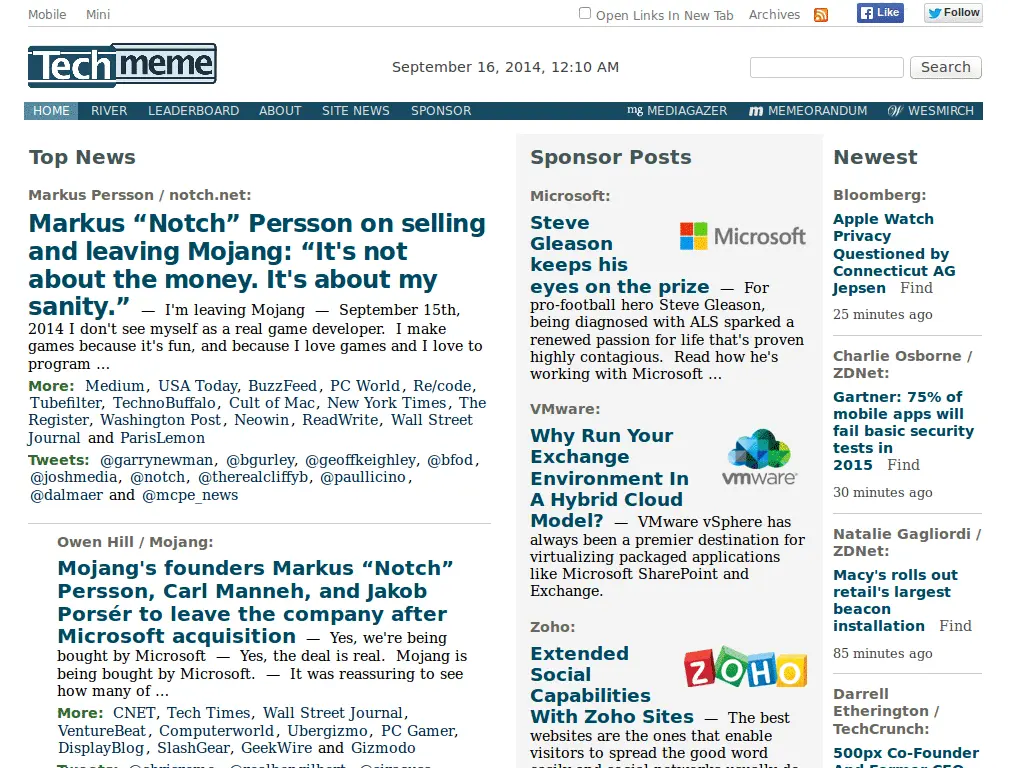 Mobile Mini Open Links In New Tab Archives Like Follow
Techmeme
September 16, 2014, 12:10 AM Search
HOME RIVER LEADERBOARD ABOUT SITE NEWS SPONSOR mg MEDIAGAZER m MEMEORANDUM W WESMIRCH
Top News
Markus Persson / notch.net:
Markus “Notch” Persson on selling
and leaving Mojang: “It's not
about the money. It's about my
sanity.” — I'm leaving Mojang — September 15th,
2014 I don't see myself as a real game developer. I make
games because it's fun, and because I love games and I love to
program ...
More: Medium, USA Today, BuzzFeed, PC World, Re/code,
Tubefilter, TechnoBuffalo, Cult of Mac, New York Times, The
Register, Washington Post, Neowin, ReadWrite, Wall Street
Journal and ParisLemon
Tweets: @garrynewman, @bgurley, @geoffkeighley, @bfod,
@joshmedia, @notch, @therealcliffyb, @paullicino,
@dalmaer and @mcpe_news
Owen Hill / Mojang:
Mojang's founders Markus “Notch”
Persson, Carl Manneh, and Jakob
Porsér to leave the company after
Microsoft acquisition — Yes, we're being
bought by Microsoft — Yes, the deal is real. Mojang is
being bought by Microsoft. — It was reassuring to see
how many of ...
More: CNET, Tech Times, Wall Street Journal,
VentureBeat, Computerworld, Ubergizmo, PC Gamer,
DisplayBlog, SlashGear, GeekWire and Gizmodo
Sponsor Posts
Microsoft:
Steve
Gleason
keeps his
eyes on the prize — For
Microsoft
pro-football hero Steve Gleason,
being diagnosed with ALS sparked a
renewed passion for life that's proven
highly contagious. Read how he's
working with Microsoft ...
VMware:
Why Run Your
Exchange
Environment In
A Hybrid Cloud
Model? — VMware vSphere has
vmware
always been a premier destination for
virtualizing packaged applications
like Microsoft SharePoint and
Exchange.
Zoho:
Extended
Social
Capabilities
With Zoho Sites — The best
ZOHO
websites are the ones that enable
visitors to spread the good word
Newest
Bloomberg:
Apple Watch
Privacy
Questioned by
Connecticut AG
Jepsen Find
25 minutes ago
Charlie Osborne /
ZDNet:
Gartner: 75% of
mobile apps will
fail basic security
tests in
2015 Find
30 minutes ago
Natalie Gagliordi /
ZDNet:
Macy's rolls out
retail's largest
beacon
installation Find
85 minutes ago
Darrell
Etherington /
TechCrunch:
500px Co-Founder